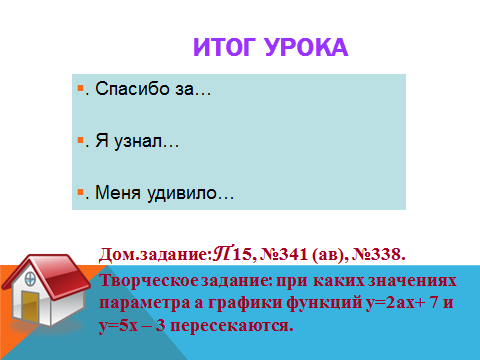 ИТОГ УРОКА
. Спасибо за…
. Я узнал…
. Меня удивило…
Дом.задание:П15, №341 (ав), №338.
Творческое задание: при каких значениях
параметра а графики функций у=2ах+ 7 и
у=5х – 3 пересекаются.